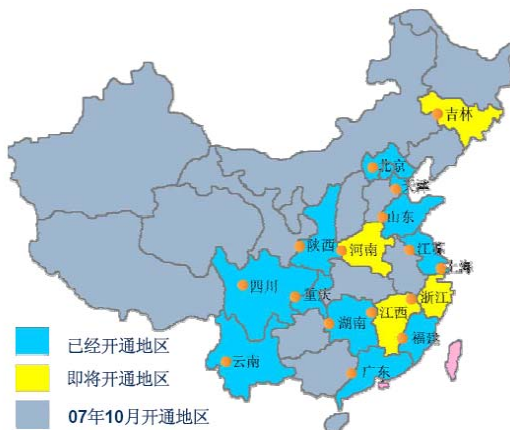 吉林
北京
天津
山东
陕西
河南
江苏
上海
四川
重庆
浙江
湖南
江西
福建
云南
广东
已经开通地区
即将开通地区
07年10月开通地区